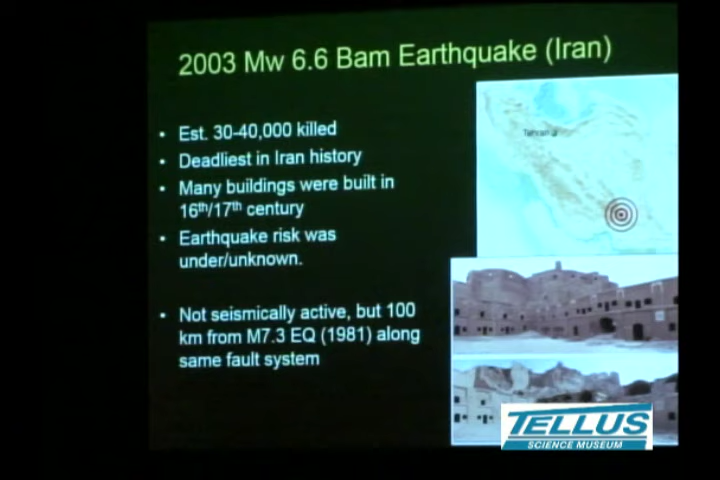 2003 Mw 6.6 Bam Earthquake (Iran)
• Est. 30-40,000 killed
• Deadliest in Iran history
• Many buildings were built in
16th/17th century
• Earthquake risk was
under/unknown.
• Not seismically active, but 100
km from M7.3 EQ (1981) along
same fault system
Tehran
TELLUS
SCIENCE MUSEUM